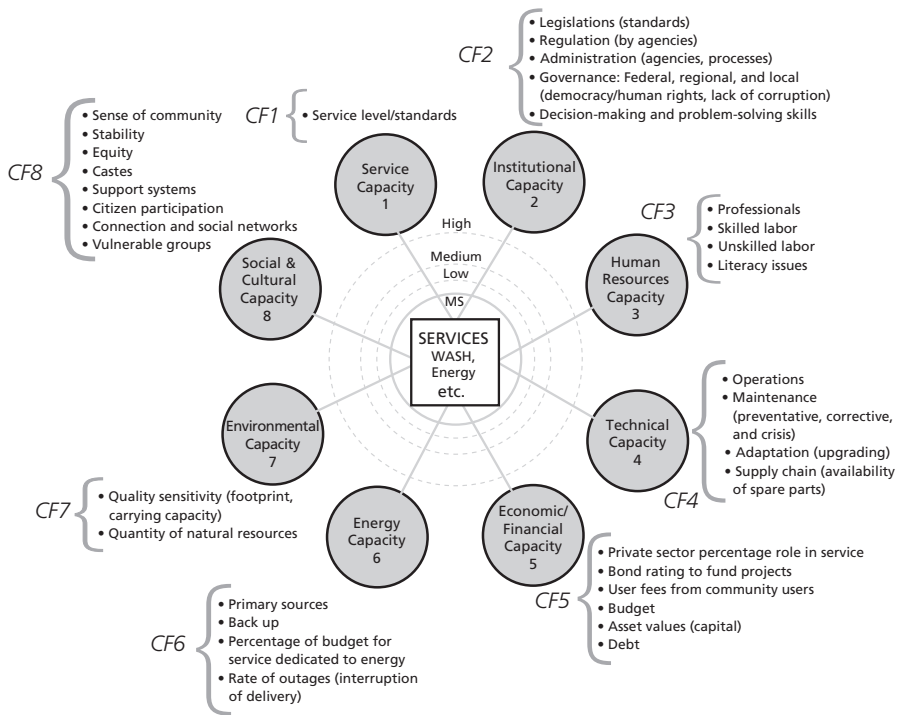 CF1
• Service level/standards
CF2
• Legislations (standards)
• Regulation (by agencies)
• Administration (agencies, processes)
• Governance: Federal, regional, and local
(democracy/human rights, lack of corruption)
• Decision-making and problem-solving skills
CF8
• Sense of community
• Stability
• Equity
• Castes
• Support systems
• Citizen participation
• Connection and social networks
• Vulnerable groups
Service
Capacity
1
Institutional
Capacity
2
CF3
• Professionals
• Skilled labor
• Unskilled labor
• Literacy issues
High
Medium
Low
MS
Social &
Cultural
Capacity
8
Human
Resources
Capacity
3
SERVICES
WASH,
Energy
etc.
Environmental
Capacity
7
Technical
Capacity
4
CF4
• Operations
• Maintenance
(preventative, corrective,
and crisis)
• Adaptation (upgrading)
• Supply chain (availability
of spare parts)
CF7
• Quality sensitivity (footprint,
carrying capacity)
• Quantity of natural resources
Energy
Capacity
6
Economic/
Financial
Capacity
5
CF5
• Private sector percentage role in service
• Bond rating to fund projects
• User fees from community users
• Budget
• Asset values (capital)
• Debt
CF6
• Primary sources
• Back up
• Percentage of budget for
service dedicated to energy
• Rate of outages (interruption
of delivery)